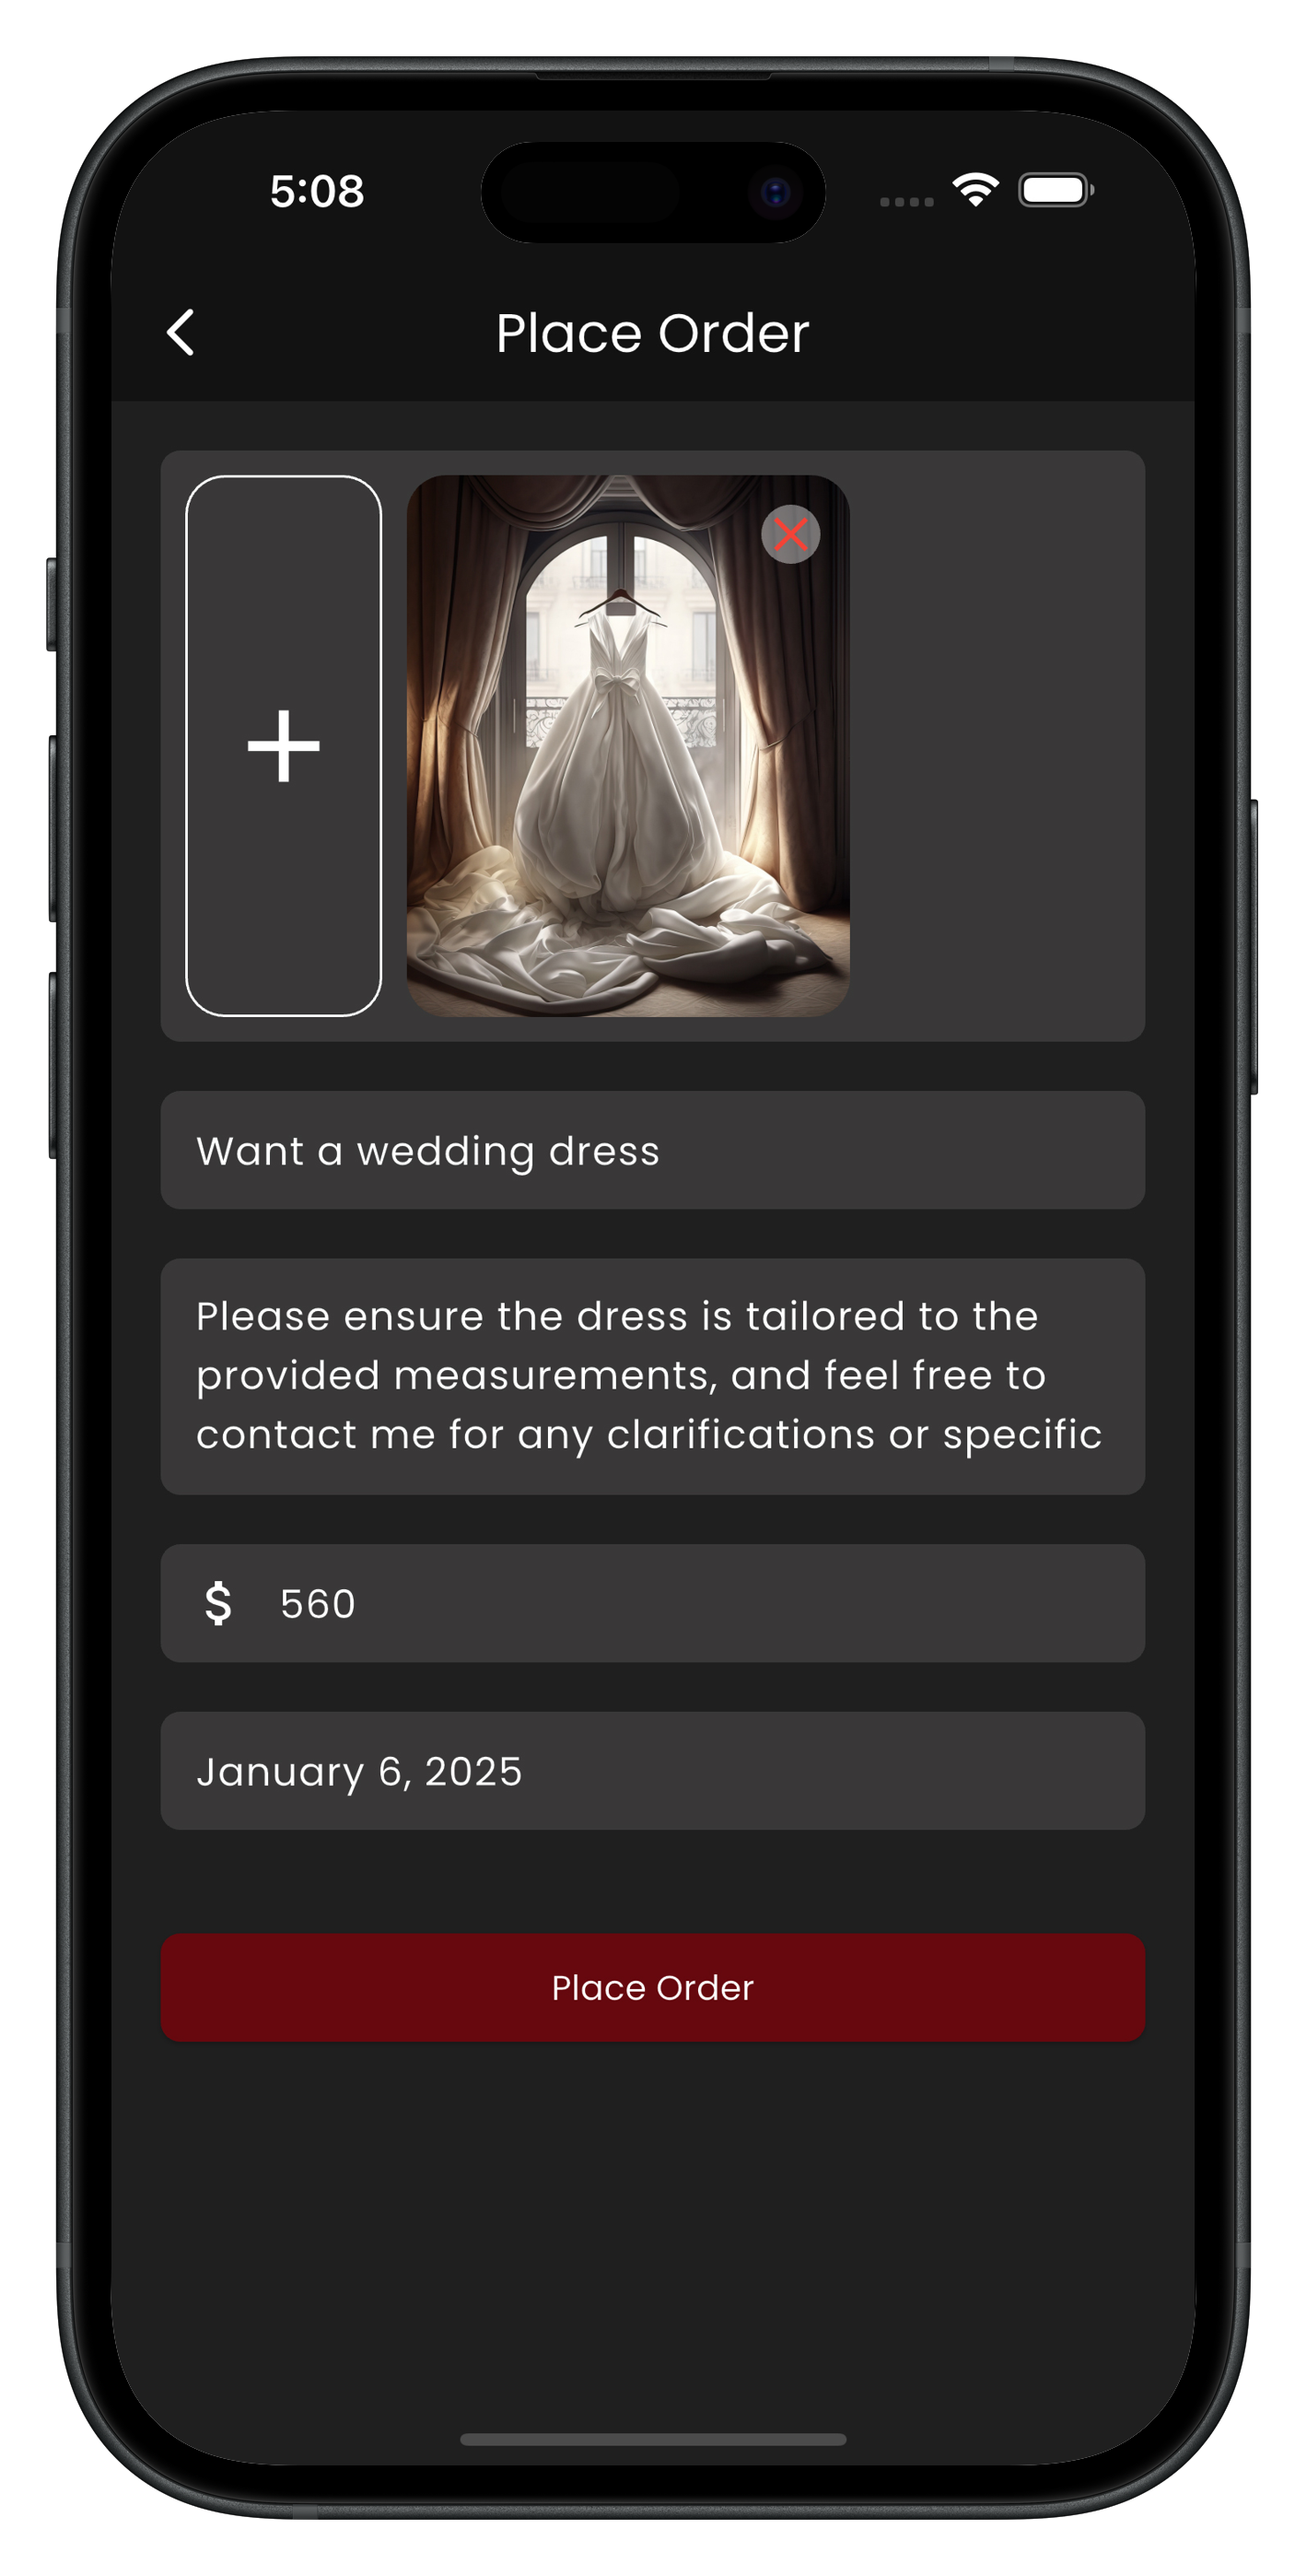 5:08
Place Order
Want a wedding dress
Please ensure the dress is tailored to the
provided measurements, and feel free to
contact me for any clarifications or specific
$ 560
January 6, 2025
Place Order